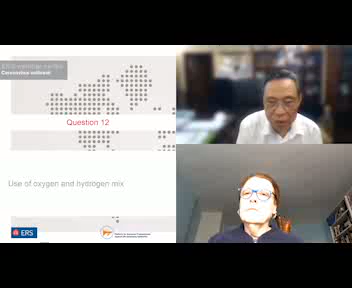 ERS webinar series
Coronavirus outbreak
Question 12
Use of oxygen and hydrogen mix
ERS